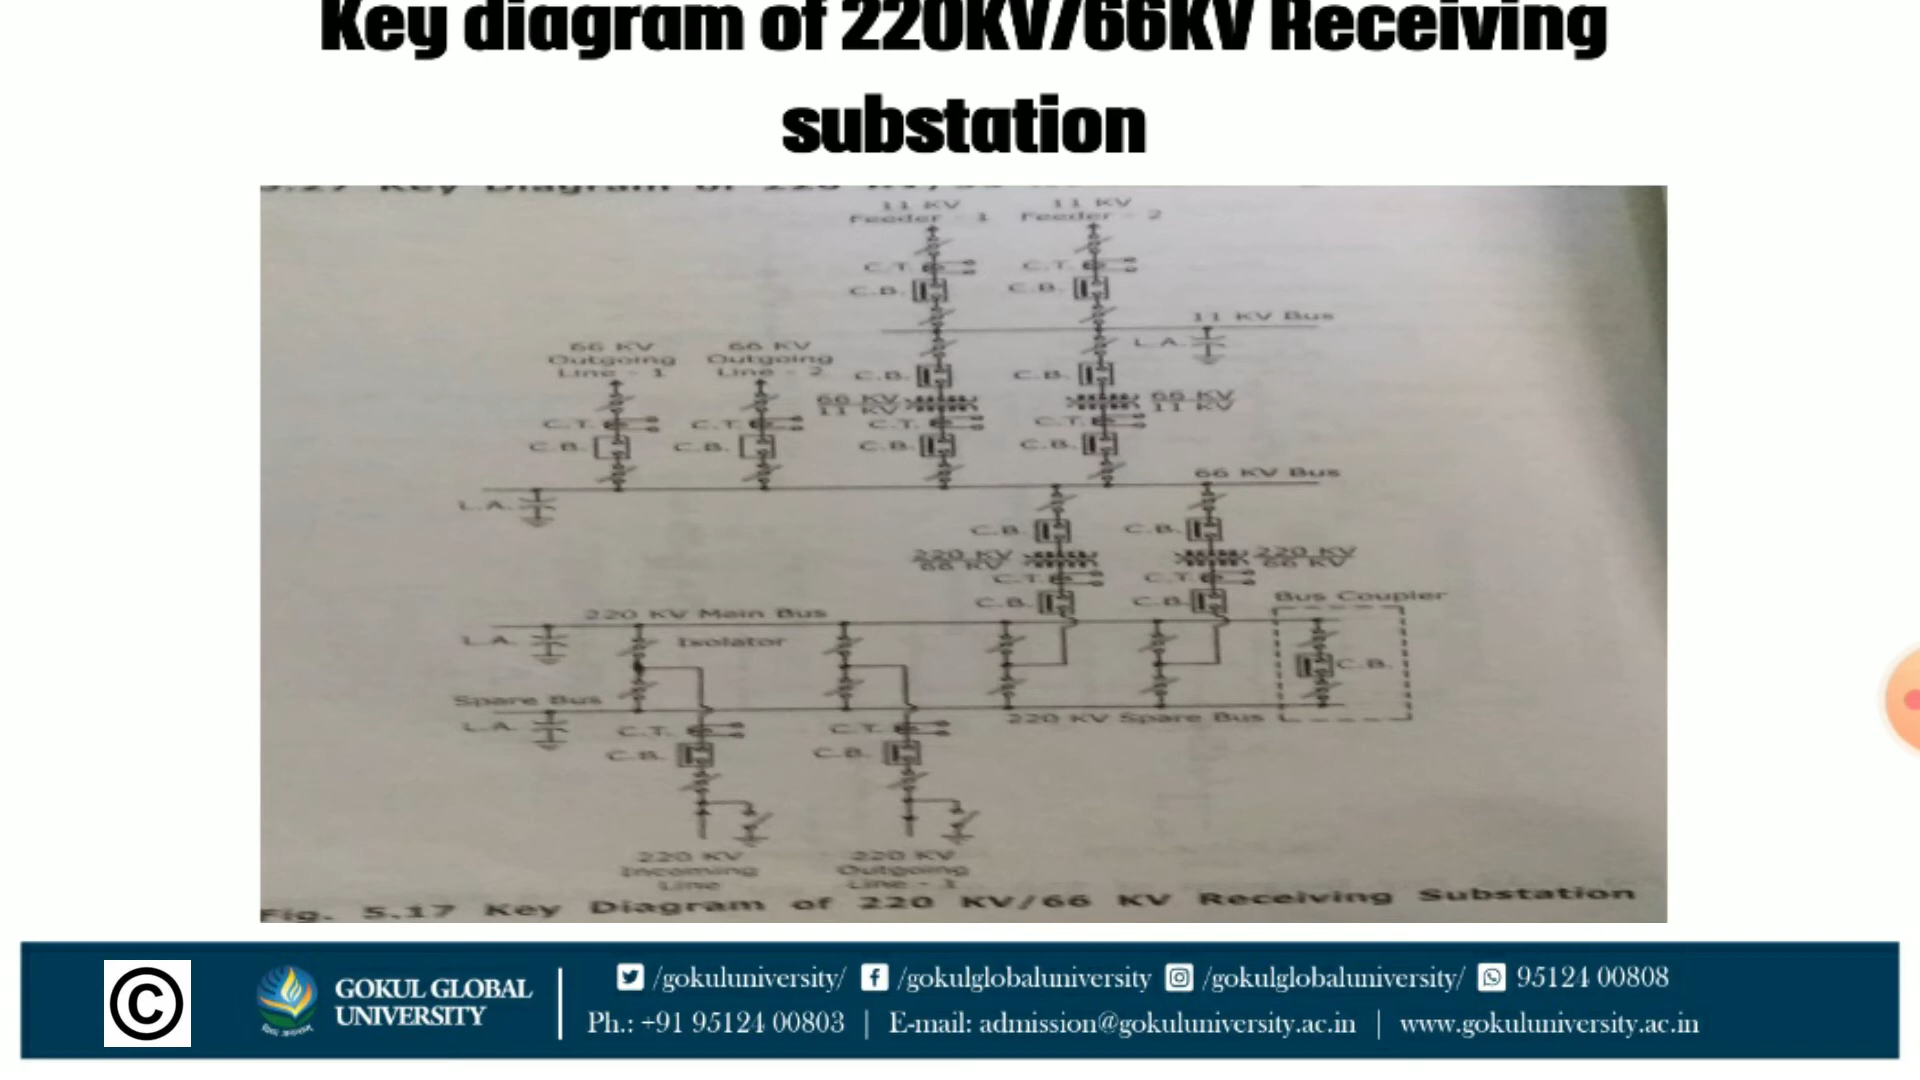 Key diagram of 220KV/66KV Receiving
substation
11 KV
Feeder - 1
11 KV
Feeder - 2
C.T.
C.T.
C.B.
C.B.
11 KV Bus
L.A.
66 KV
Outgoing
Line - 1
66 KV
Outgoing
Line - 2
C.B.
C.B.
66 KV
11 KV
66 KV
11 KV
C.T.
C.T.
C.T.
C.T.
C.B.
C.B.
C.B.
C.B.
66 KV Bus
L.A.
C.B.
C.B.
220 KV
66 KV
220 KV
66 KV
C.T.
C.T.
C.B.
C.B.
Bus Coupler
220 KV Main Bus
L.A.
Isolator
C.B.
Spare Bus
L.A.
220 KV Spare Bus
C.T.
C.T.
C.B.
C.B.
220 KV
Incoming
Line
220 KV
Outgoing
Line - 1
Fig. 5.17 Key Diagram of 220 KV/66 KV Receiving Substation
©
GOKUL GLOBAL
UNIVERSITY
/gokuluniversity/ /gokulglobaluniversity /gokulglobaluniversity/ 95124 00808
Ph.: +91 95124 00803 | E-mail: admission@gokuluniversity.ac.in | www.gokuluniversity.ac.in